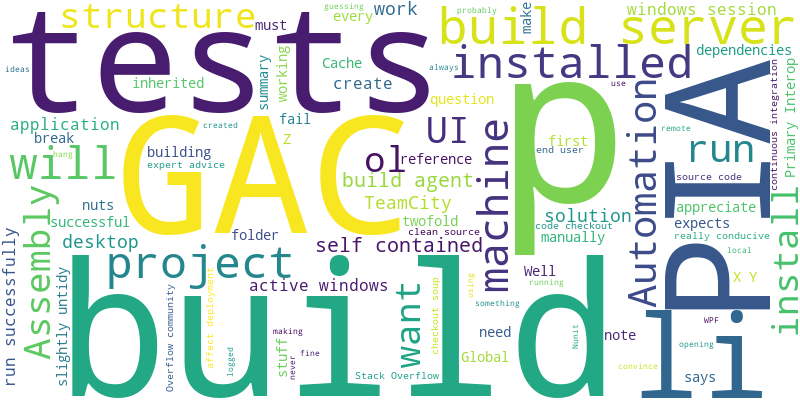 structure
must
every
work
make
guessing
probably
windows session
tests
build server
ideas
inherited
summary
working
Cache
create
always
installed
dependencies
application
break
building
expert advice
created
fail
question
Z
use
Automation
PIA
Primary Interop
continuous integration
will
hang
GAC
UI
ol
reference
machine
p
first
end user
run
remote
source code
Assembly
nuts
successful
desktop
folder
build agent
TeamCity
twofold
clean source
solution
code checkout
manually
appreciate
expects
really conducive
local
install
project
self contained
active windows
Well
running
X Y
run successfully
slightly untidy
build
Overflow community
affect deployment
logged
using
stuff
making
never
fine
want
checkout soup
need
Global
Stack Overflow
something
Nunit
note
li
WPF
opening
convince
says